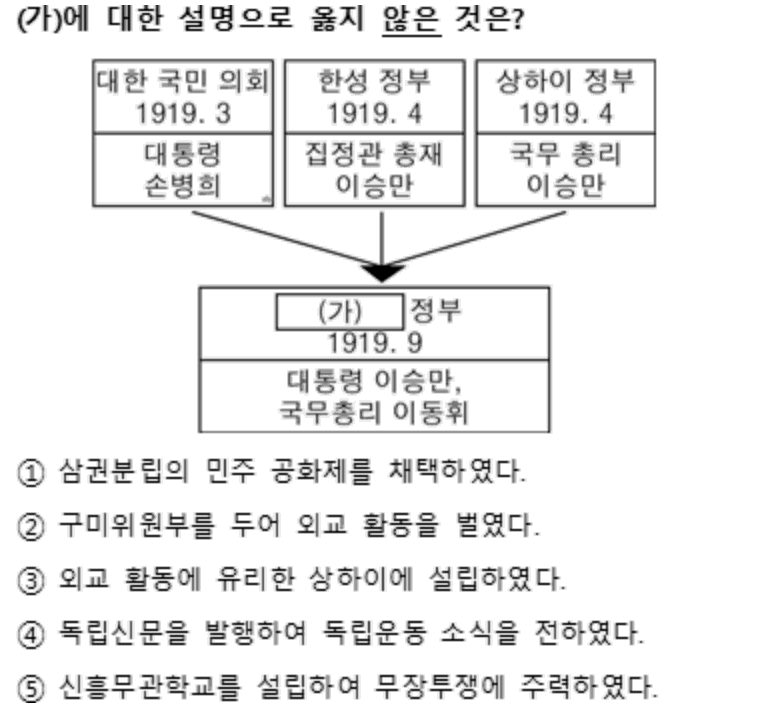 (가)에 대한 설명으로 옳지 않은 것은?
대한 국민 의회
1919. 3
대통령
손병희
한성 정부
1919. 4
집정관 총재
이승만
상하이 정부
1919. 4
국무 총리
이승만
(가) 정부
1919. 9
대통령 이승만,
국무총리 이동휘
① 삼권분립의 민주 공화제를 채택하였다.
② 구미위원부를 두어 외교 활동을 벌였다.
③ 외교 활동에 유리한 상하이에 설립하였다.
④ 독립신문을 발행하여 독립운동 소식을 전하였다.
⑤ 신흥무관학교를 설립하여 무장투쟁에 주력하였다.